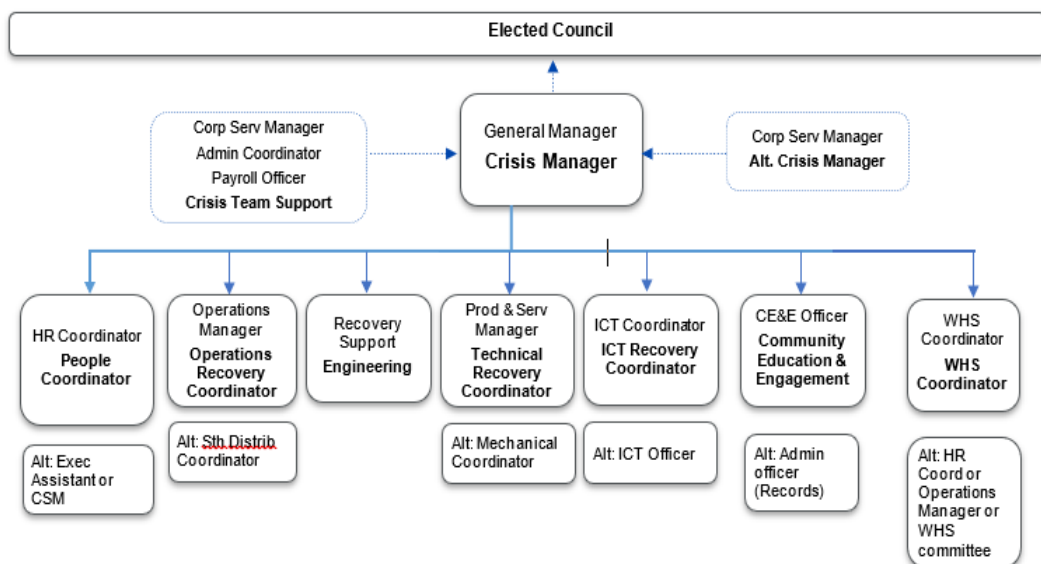 Elected Council
Corp Serv Manager
Admin Coordinator
Payroll Officer
Crisis Team Support
General Manager
Crisis Manager
Corp Serv Manager
Alt. Crisis Manager
HR Coordinator
People
Coordinator
Operations
Manager
Operations
Recovery
Coordinator
Recovery
Support
Engineering
Prod & Serv
Manager
Technical
Recovery
Coordinator
ICT Coordinator
ICT Recovery
Coordinator
CE&E Officer
Community
Education &
Engagement
WHS
Coordinator
WHS
Coordinator
Alt: Exec
Assistant or
CSM
Alt: Sth Distrib
Coordinator
Alt: Mechanical
Coordinator
Alt: ICT Officer
Alt: Admin
officer
(Records)
Alt: HR
Coord or
Operations
Manager or
WHS
committee